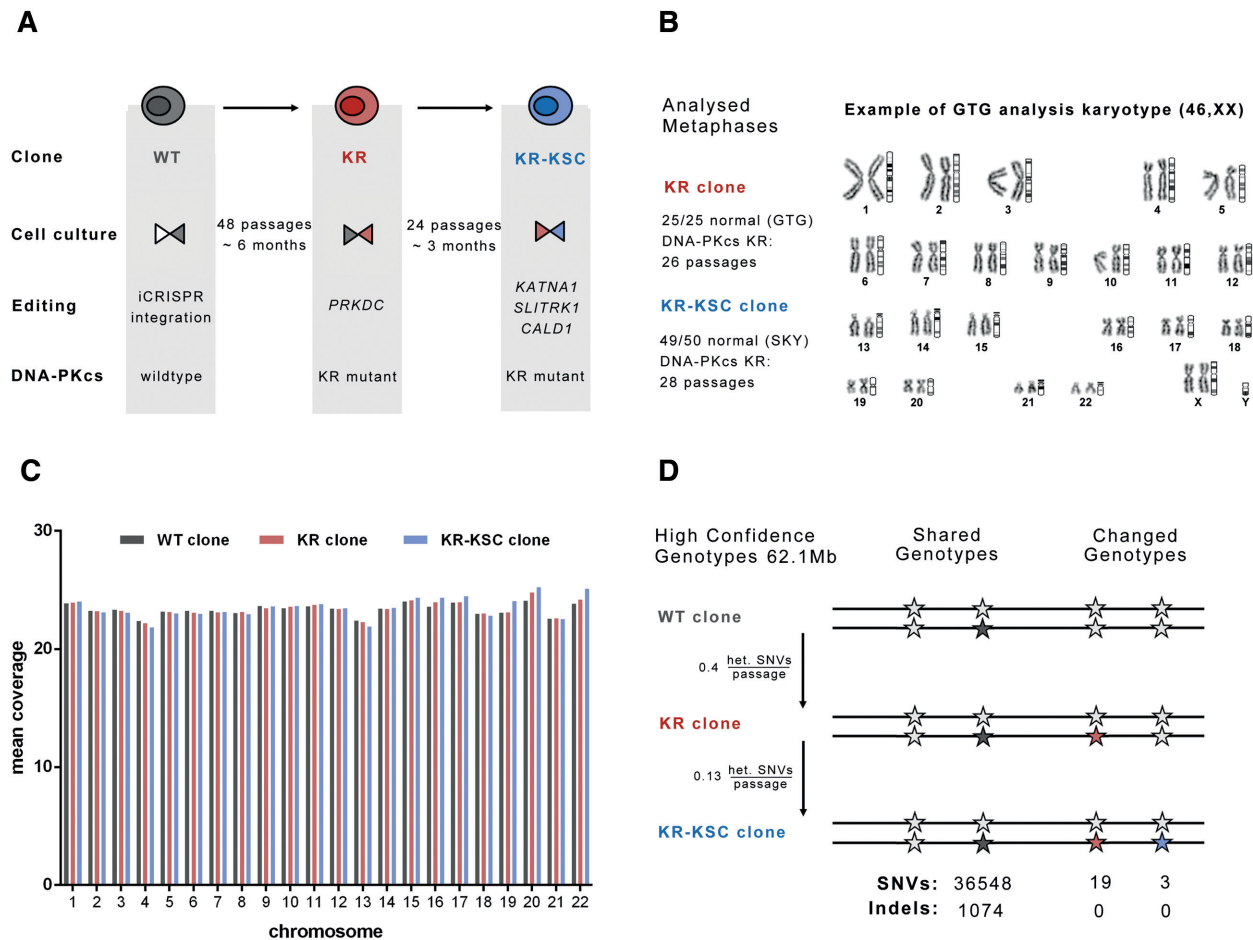 A
Clone
WT
KR
KR-KSC
Cell culture
48 passages
~ 6 months
24 passages
~ 3 months
Editing
iCRISPR
integration
PRKDC
KATNA1
SLITRK1
CALD1
DNA-PKcs
wildtype
KR mutant
KR mutant
B
Analysed
Metaphases
Example of GTG analysis karyotype (46,XX)
KR clone
25/25 normal (GTG)
DNA-PKcs KR:
26 passages
KR-KSC clone
49/50 normal (SKY)
DNA-PKcs KR:
28 passages
1 2 3 4 5
6 7 8 9 10 11 12
13 14 15 16 17 18
19 20 21 22 X Y
C
WT clone KR clone KR-KSC clone
mean coverage
30
20
10
0
1 2 3 4 5 6 7 8 9 10 11 12 13 14 15 16 17 18 19 20 21 22
chromosome
D
High Confidence
Genotypes 62.1Mb
Shared
Genotypes
Changed
Genotypes
WT clone
0.4 het. SNVs
passage
KR clone
0.13 het. SNVs
passage
KR-KSC clone
SNVs: 36548 19 3
Indels: 1074 0 0